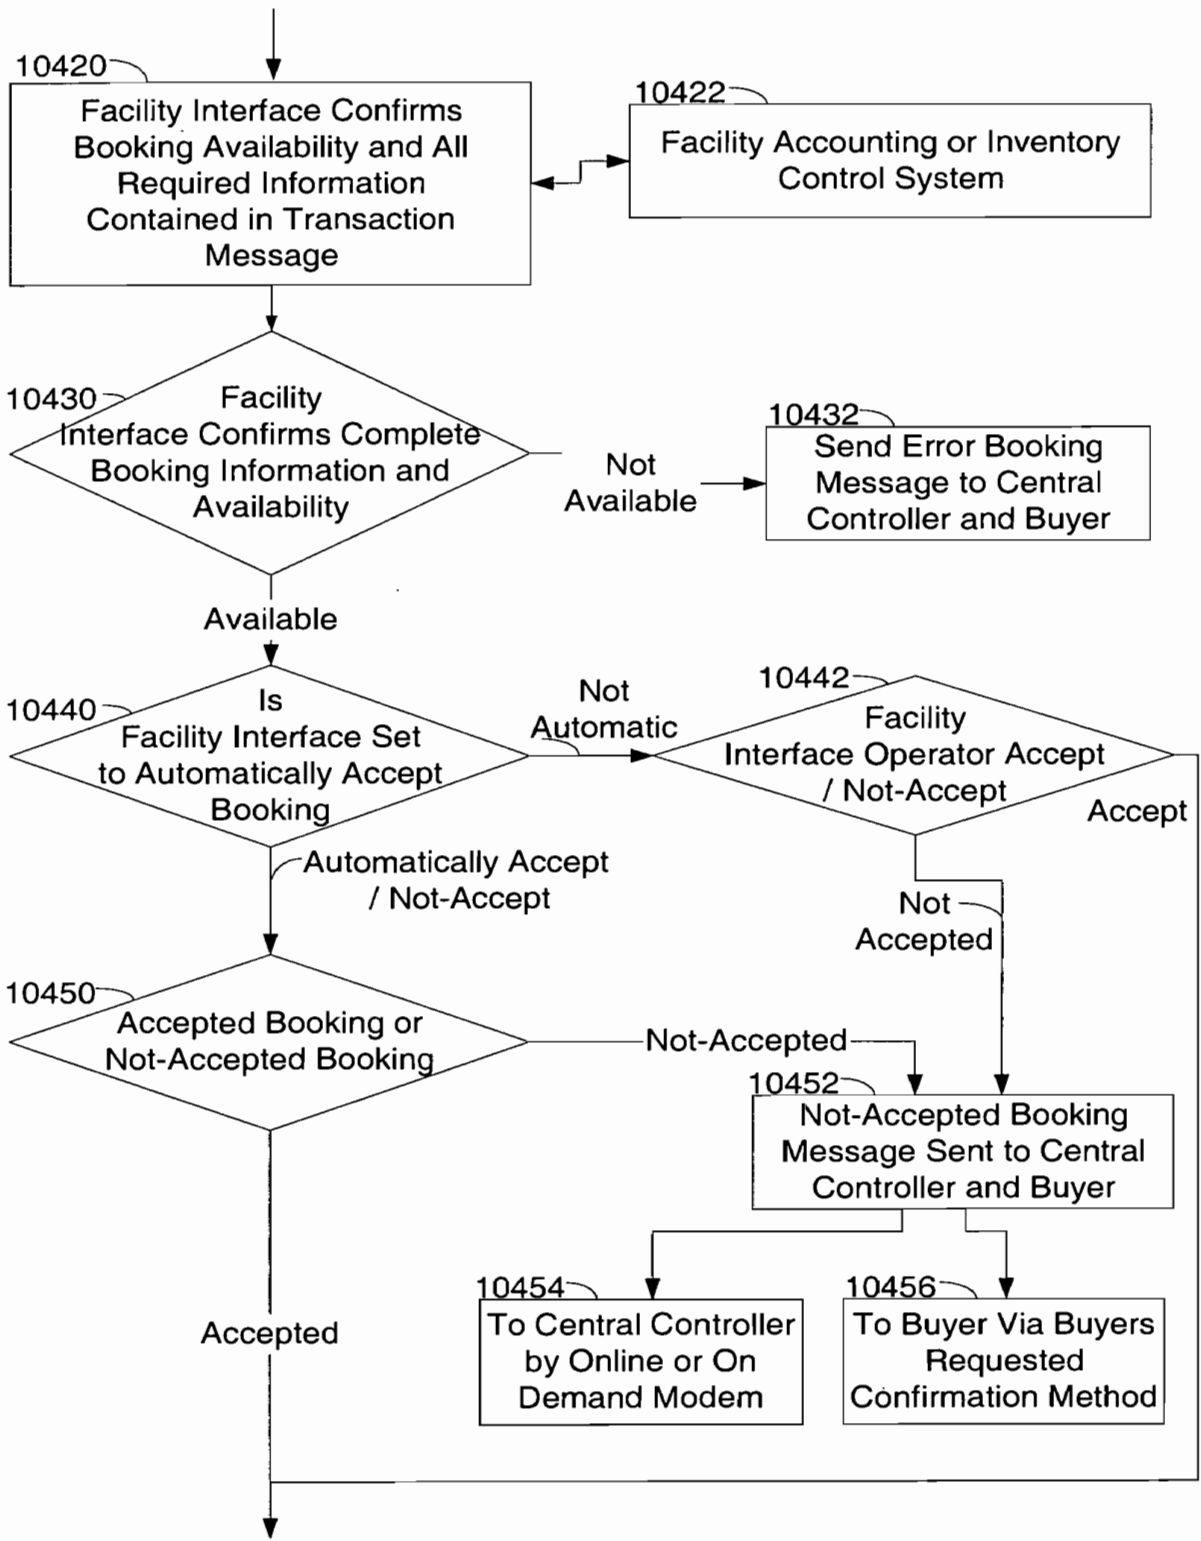 10420
Facility Interface Confirms
Booking Availability and All
Required Information
Contained in Transaction
Message
10422
Facility Accounting or Inventory
Control System
10430
Facility
Interface Confirms Complete
Booking Information and
Availability
Not
Available
10432
Send Error Booking
Message to Central
Controller and Buyer
Available
10440
Is
Facility Interface Set
to Automatically Accept
Booking
Not
Automatic
10442
Facility
Interface Operator Accept
/ Not-Accept
Accept
Automatically Accept
/ Not-Accept
Not
Accepted
10450
Accepted Booking or
Not-Accepted Booking
Not-Accepted
10452
Not-Accepted Booking
Message Sent to Central
Controller and Buyer
10454
To Central Controller
by Online or On
Demand Modem
10456
To Buyer Via Buyers
Requested
Confirmation Method
Accepted